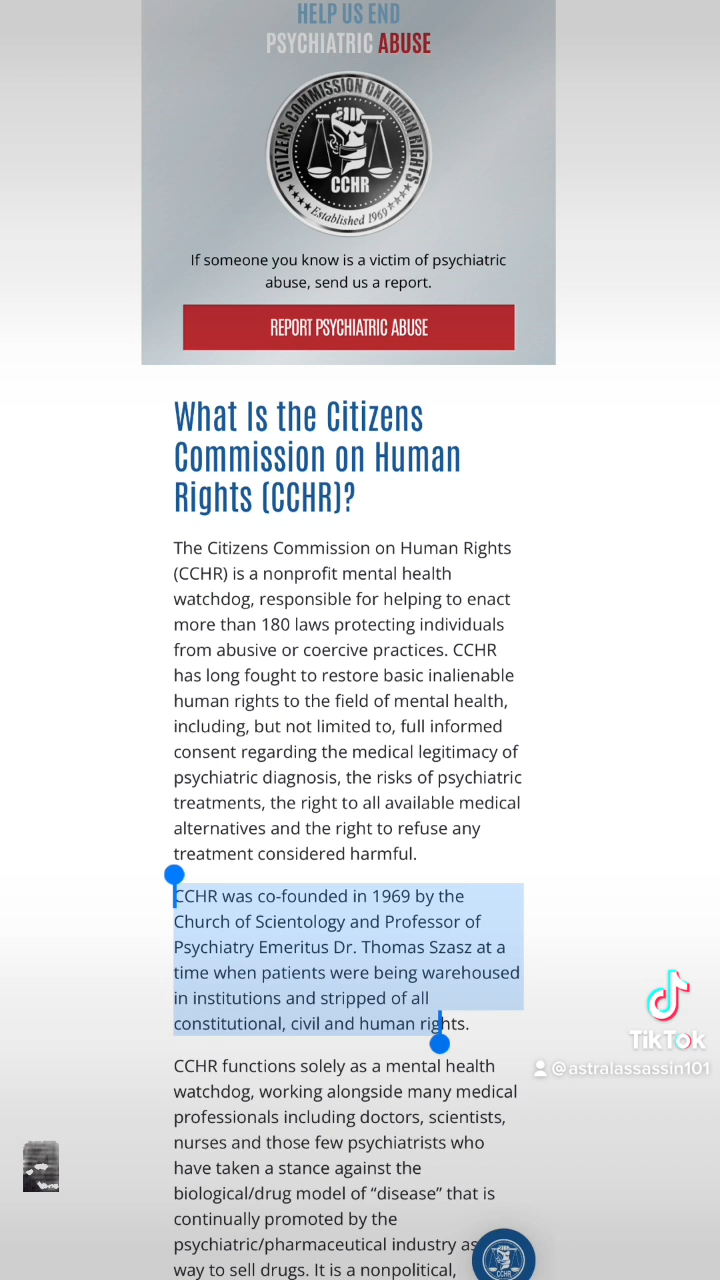 HELP US END
PSYCHIATRIC ABUSE
CITIZENS COMMISSION ON HUMAN RIGHTS
CCHR
Established 1969
If someone you know is a victim of psychiatric
abuse, send us a report.
REPORT PSYCHIATRIC ABUSE
What Is the Citizens
Commission on Human
Rights (CCHR)?
The Citizens Commission on Human Rights
(CCHR) is a nonprofit mental health
watchdog, responsible for helping to enact
more than 180 laws protecting individuals
from abusive or coercive practices. CCHR
has long fought to restore basic inalienable
human rights to the field of mental health,
including, but not limited to, full informed
consent regarding the medical legitimacy of
psychiatric diagnosis, the risks of psychiatric
treatments, the right to all available medical
alternatives and the right to refuse any
treatment considered harmful.
CCHR was co-founded in 1969 by the
Church of Scientology and Professor of
Psychiatry Emeritus Dr. Thomas Szasz at a
time when patients were being warehoused
in institutions and stripped of all
constitutional, civil and human rights.
CCHR functions solely as a mental health
watchdog, working alongside many medical
professionals including doctors, scientists,
nurses and those few psychiatrists who
have taken a stance against the
biological/drug model of “disease” that is
continually promoted by the
psychiatric/pharmaceutical industry as
way to sell drugs. It is a nonpolitical,
TikTok
@astralassassin101
CCHR